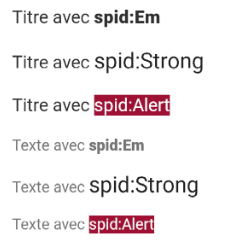 Titre avec spid:Em
Titre avec spid:Strong
Titre avec spid:Alert
Texte avec spid:Em
Texte avec spid:Strong
Texte avec spid:Alert